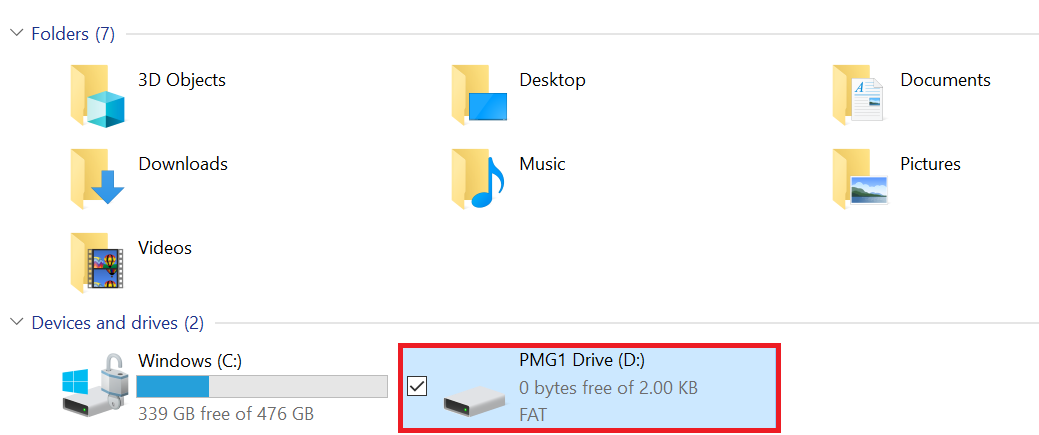 Folders (7)
3D Objects
Desktop
Documents
Downloads
Music
Pictures
Videos
Devices and drives (2)
Windows (C:)
339 GB free of 476 GB
PMG1 Drive (D:)
0 bytes free of 2.00 KB
FAT